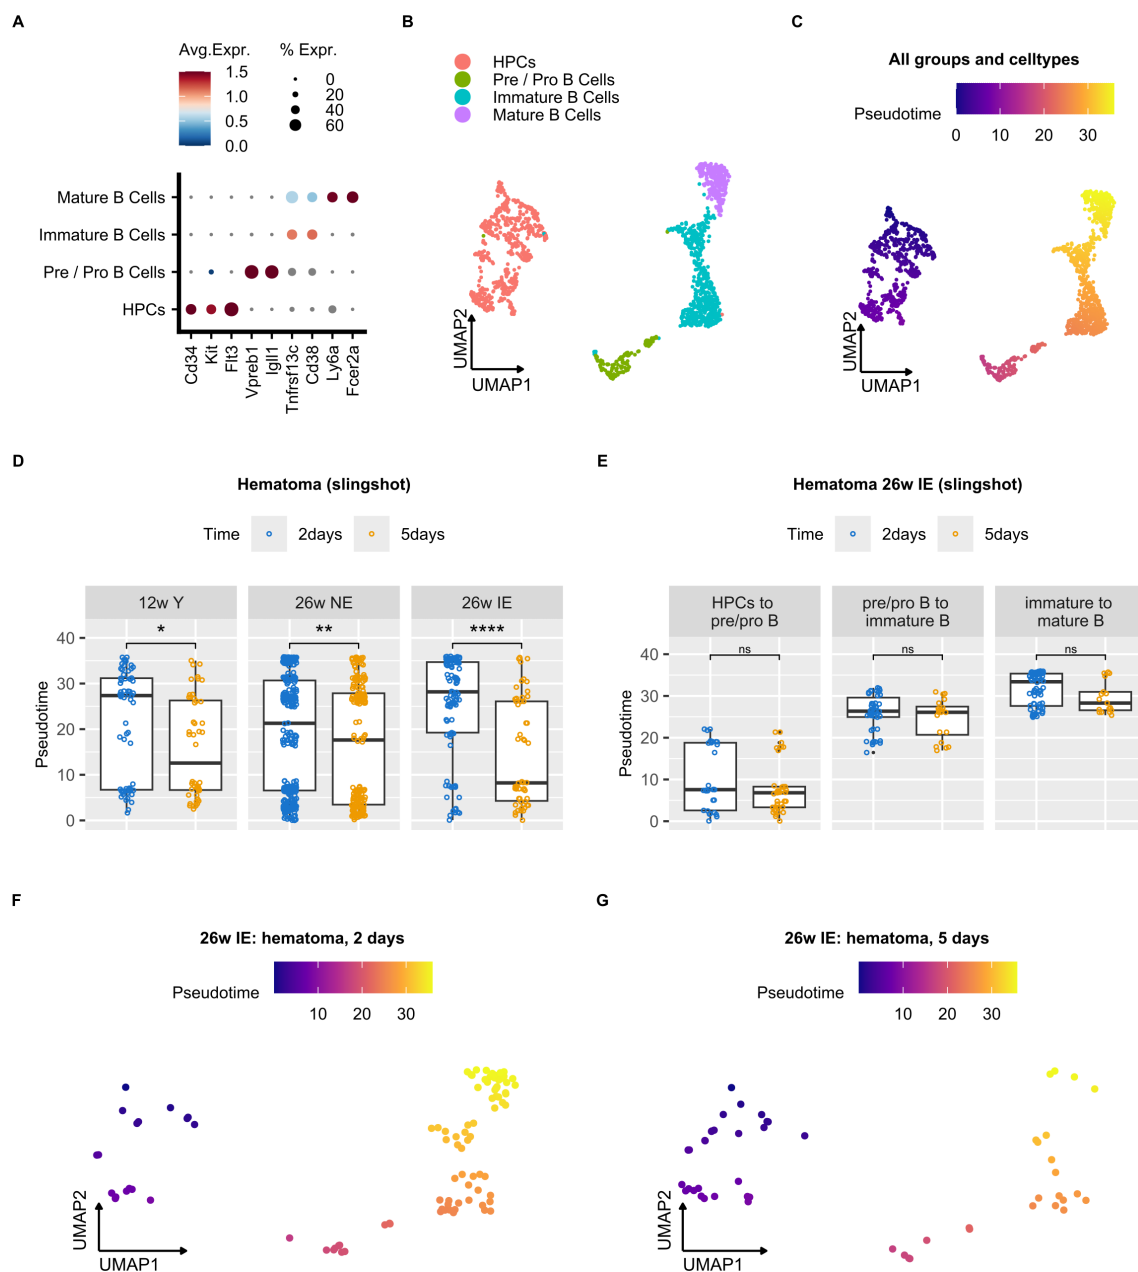 A
Avg.Expr.
1.5
1.0
0.5
0.0
% Expr.
0
20
40
60
Mature B Cells
Immature B Cells
Pre / Pro B Cells
HPCs
Cd34
Kit
Flt3
Vpreb1
Igll1
Tnfrsf13c
Cd38
Ly6a
Fcer2a
B
HPCs
Pre / Pro B Cells
Immature B Cells
Mature B Cells
UMAP2
UMAP1
C
All groups and celltypes
Pseudotime
0 10 20 30
UMAP2
UMAP1
D
Hematoma (slingshot)
Time 2days 5days
12w Y 26w NE 26w IE
* ** ****
Pseudotime
40
30
20
10
0
E
Hematoma 26w IE (slingshot)
Time 2days 5days
HPCs to
pre/pro B
pre/pro B to
immature B
immature to
mature B
ns ns ns
Pseudotime
40
30
20
10
0
F
26w IE: hematoma, 2 days
Pseudotime
10 20 30
UMAP2
UMAP1
G
26w IE: hematoma, 5 days
Pseudotime
10 20 30
UMAP2
UMAP1